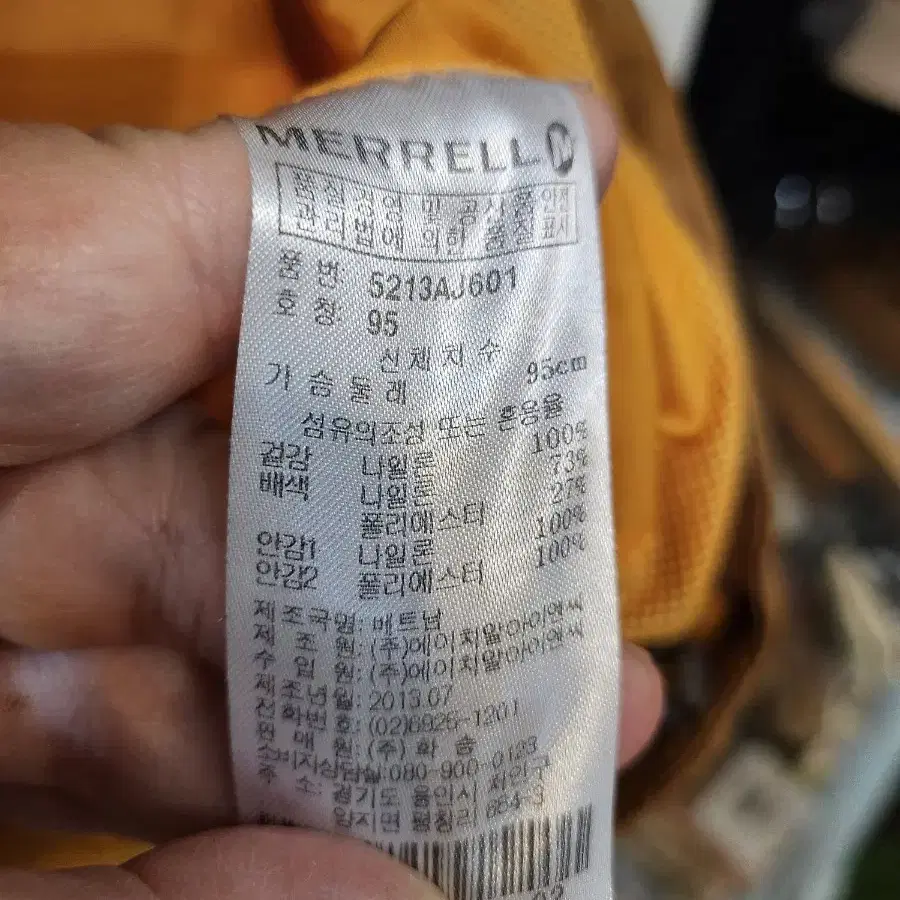 MERRELL M
품질경영 및 공산품안전
관리법에 의한 품질표시
품 번 5213AJ601
호 칭 95
신체치수
가슴둘레 95cm
섬유의조성 또는 혼용율
겉감 나일론 100%
배색 나일론 73%
폴리에스터 27%
안감1 나일론 100%
안감2 폴리에스터 100%
제조국명: 베트남
제 조 원: (주)에이치알아이엔씨
수 입 원: (주)에이치알아이엔씨
제조년월: 2013.07
전화번호: (02)6926-1201
판 매 원: (주) 화 승
소비자상담실:080-900-0123
주 소: 경기도 용인시 처인구
양지면 평창리 664-3
02